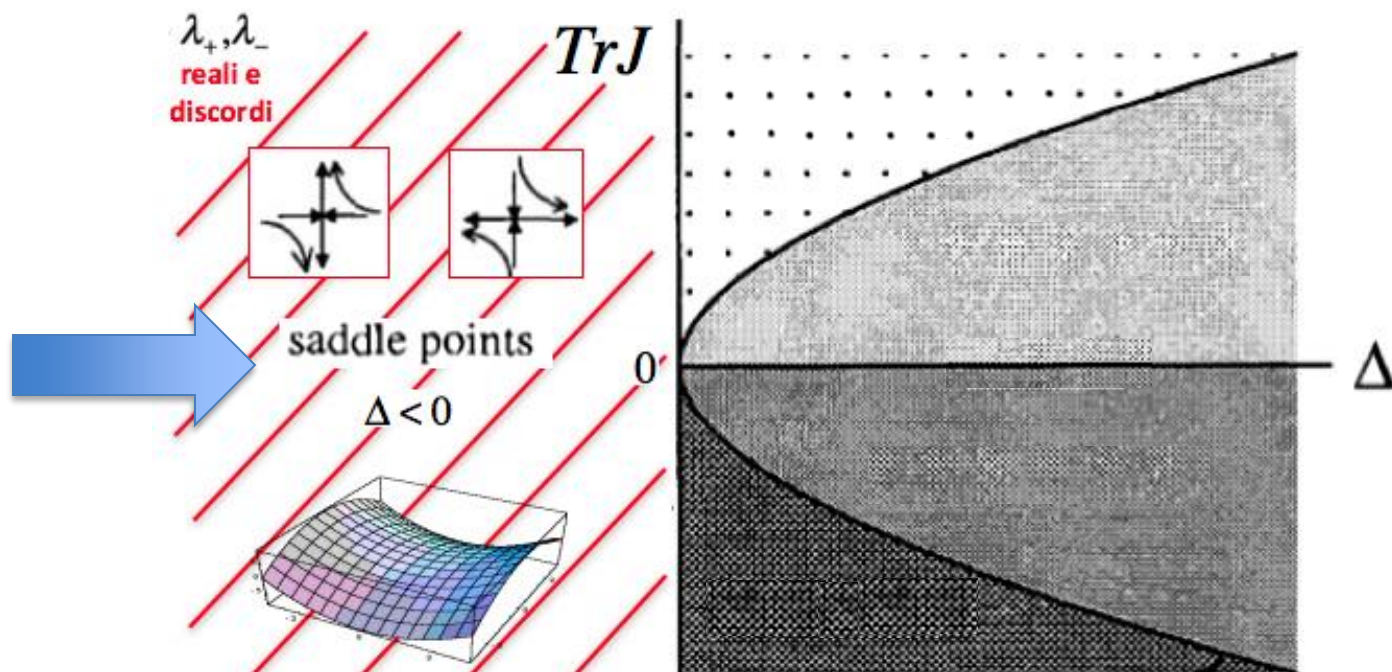 λ₊,λ₋
reali e
discordi
TrJ
saddle points
0
Δ
Δ < 0